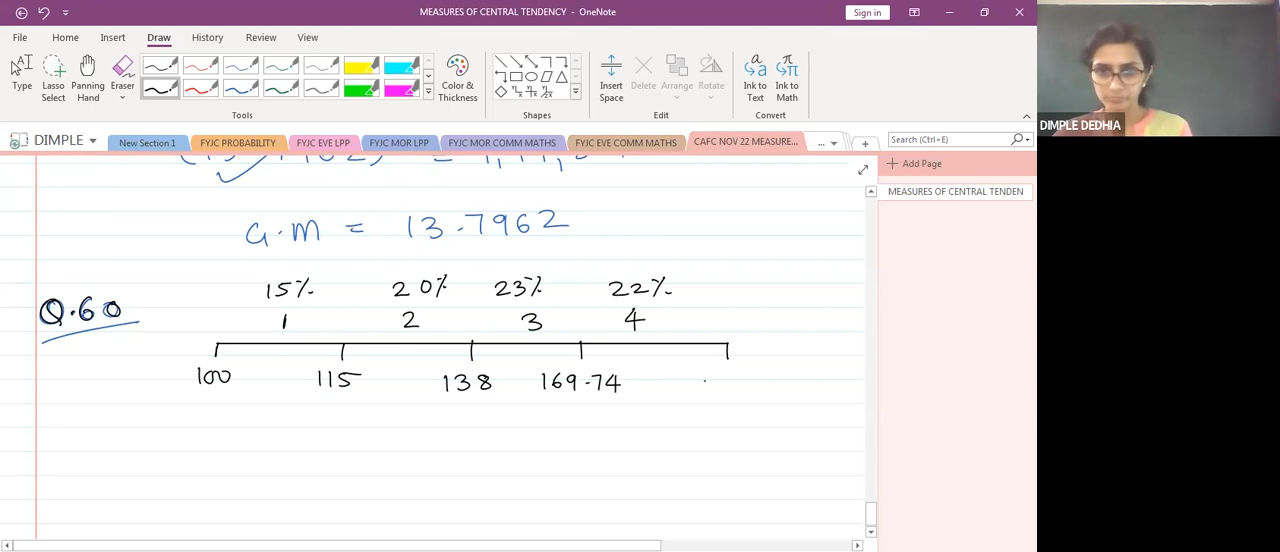 MEASURES OF CENTRAL TENDENCY - OneNote
Sign in
File Home Insert Draw History Review View
Type
Lasso Select
Panning Hand
Eraser
Color & Thickness
Insert Space
Delete
Arrange
Rotate
Ink to Text
Ink to Math
Tools
Shapes
Edit
Convert
DIMPLE
New Section 1
FYJC PROBABILITY
FYJC EVE LPP
FYJC MOR LPP
FYJC MOR COMM MATHS
FYJC EVE COMM MATHS
CAFC NOV 22 MEASURE...
...
Search (Ctrl+E)
Add Page
MEASURES OF CENTRAL TENDEN
DIMPLE DEDHIA
G.M = 13.7962
Q.60
15% 20% 23% 22%
1 2 3 4
100 115 138 169.74